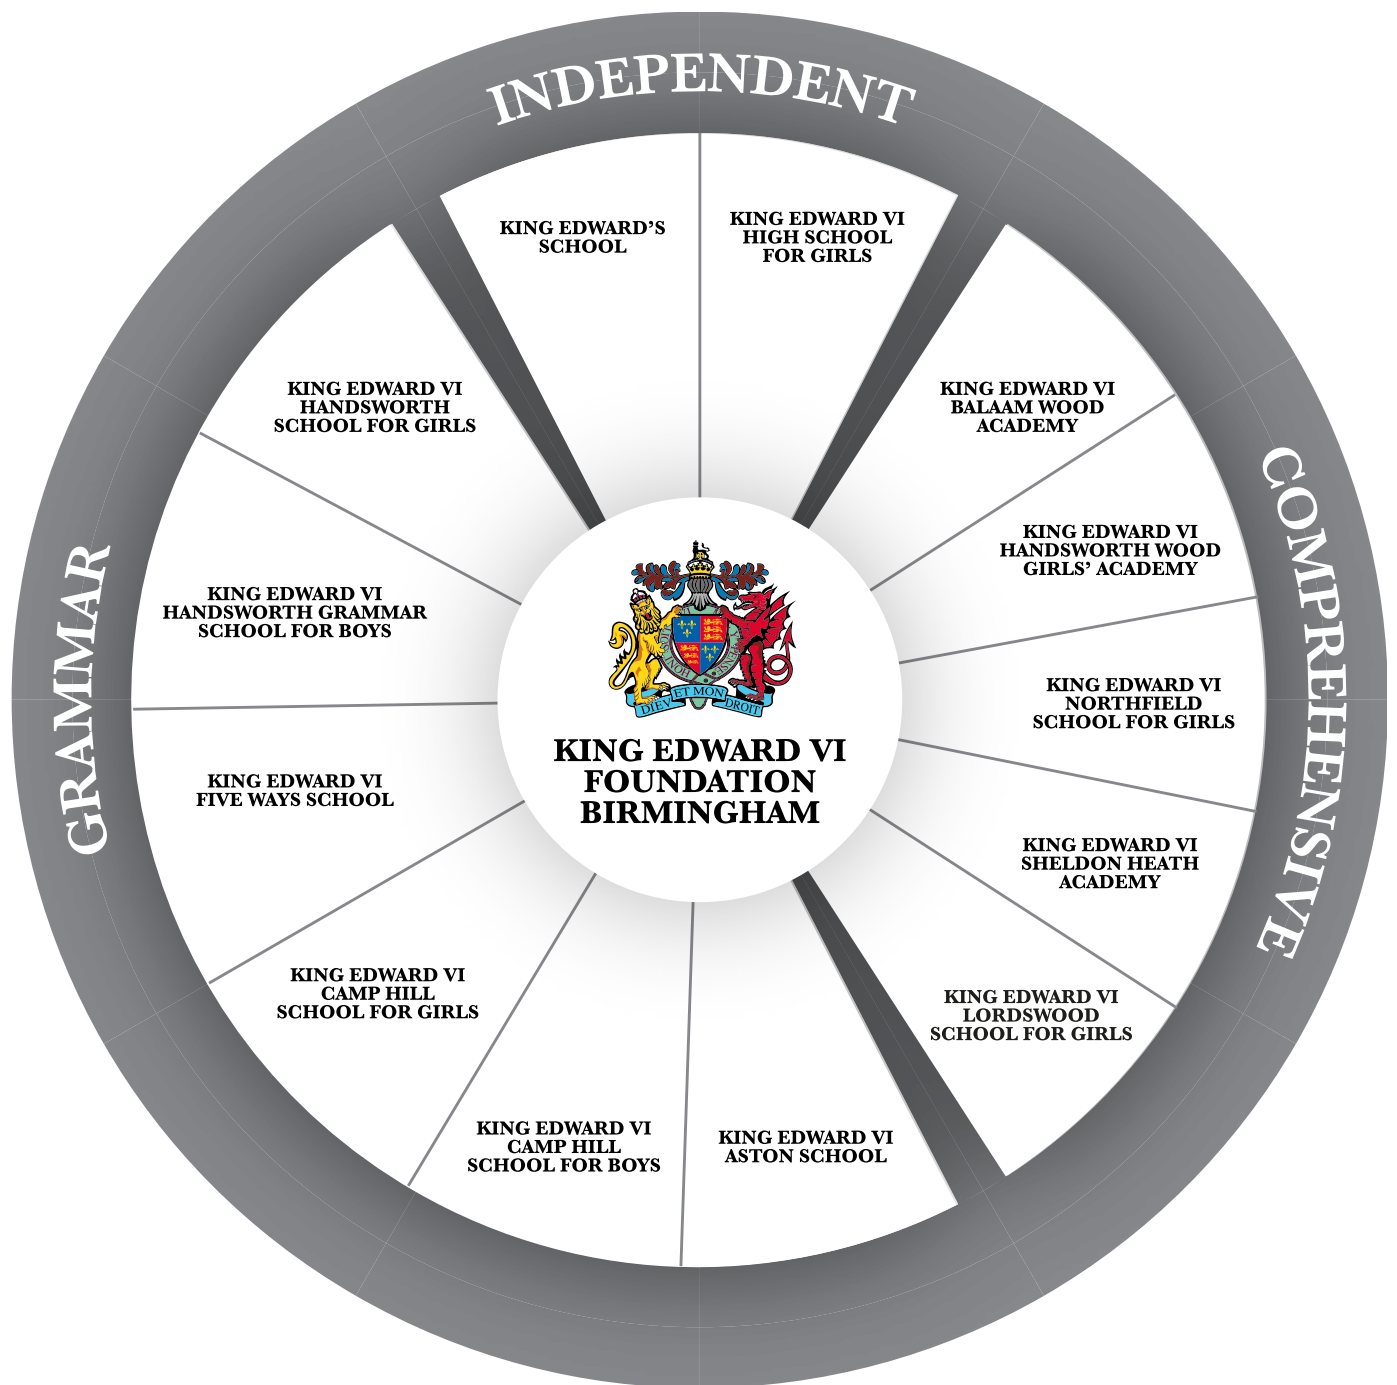 INDEPENDENT
KING EDWARD’S
SCHOOL
KING EDWARD VI
HIGH SCHOOL
FOR GIRLS
COMPREHENSIVE
KING EDWARD VI
BALAAM WOOD
ACADEMY
KING EDWARD VI
HANDSWORTH WOOD
GIRLS’ ACADEMY
KING EDWARD VI
NORTHFIELD
SCHOOL FOR GIRLS
KING EDWARD VI
SHELDON HEATH
ACADEMY
KING EDWARD VI
LORDSWOOD
SCHOOL FOR GIRLS
GRAMMAR
KING EDWARD VI
ASTON SCHOOL
KING EDWARD VI
CAMP HILL
SCHOOL FOR BOYS
KING EDWARD VI
CAMP HILL
SCHOOL FOR GIRLS
KING EDWARD VI
FIVE WAYS SCHOOL
KING EDWARD VI
HANDSWORTH GRAMMAR
SCHOOL FOR BOYS
KING EDWARD VI
HANDSWORTH
SCHOOL FOR GIRLS
HONI
DIEV ET MON DROIT
KING EDWARD VI
FOUNDATION
BIRMINGHAM